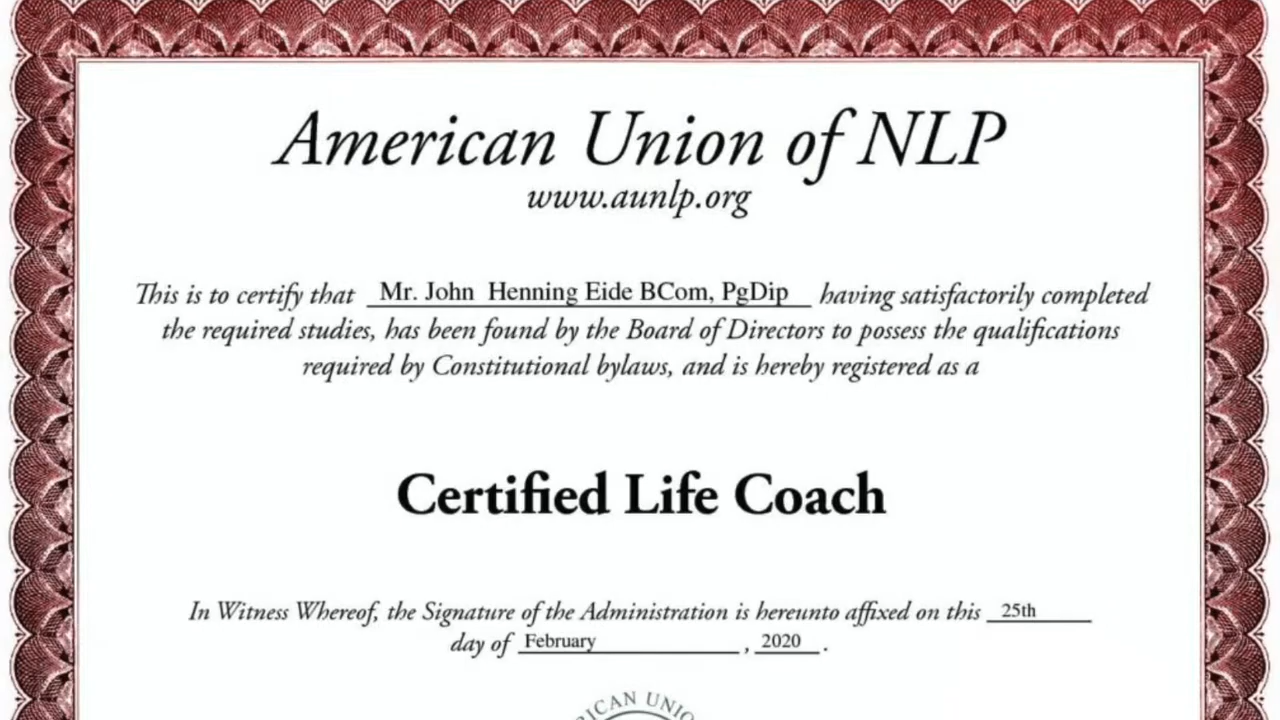 American Union of NLP
www.aunlp.org
This is to certify that Mr. John Henning Eide BCom, PgDip having satisfactorily completed
the required studies, has been found by the Board of Directors to possess the qualifications
required by Constitutional bylaws, and is hereby registered as a
Certified Life Coach
In Witness Whereof, the Signature of the Administration is hereunto affixed on this 25th
day of February , 2020 .
RICAN UNIO